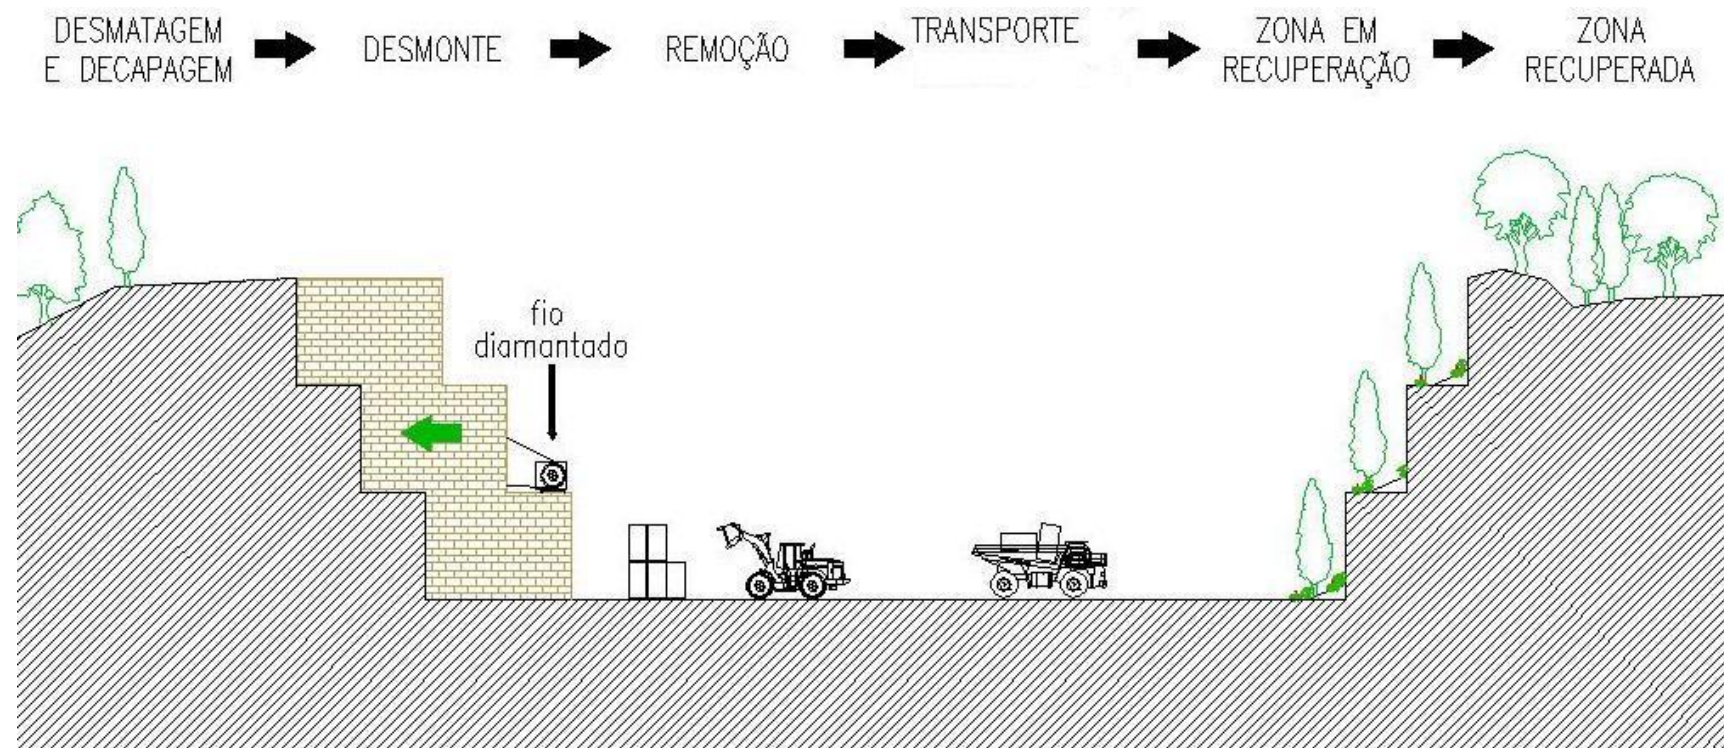 DESMATAGEM
E DECAPAGEM
DESMONTE
REMOÇÃO
TRANSPORTE
ZONA EM
RECUPERAÇÃO
ZONA
RECUPERADA
fio
diamantado